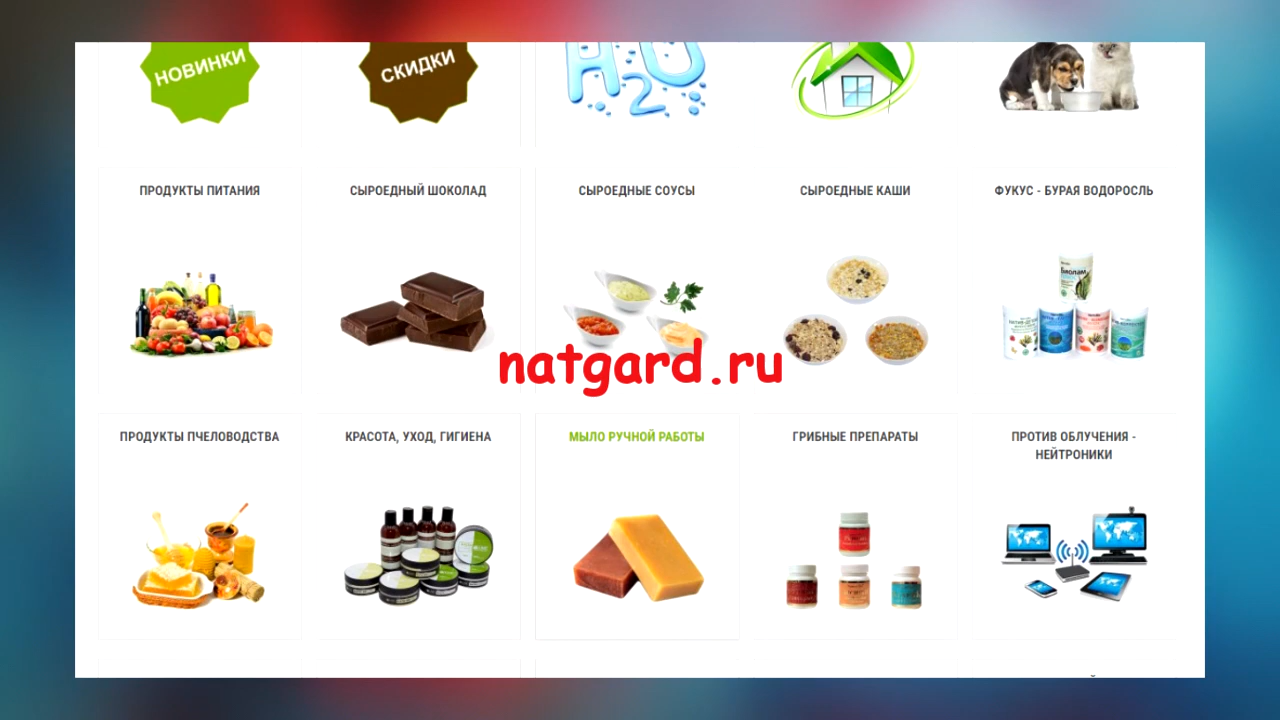 НОВИНКИ
СКИДКИ
H2O
ПРОДУКТЫ ПИТАНИЯ
СЫРОЕДНЫЙ ШОКОЛАД
СЫРОЕДНЫЕ СОУСЫ
СЫРОЕДНЫЕ КАШИ
ФУКУС - БУРАЯ ВОДОРОСЛЬ
Биолам
natgard.ru
ПРОДУКТЫ ПЧЕЛОВОДСТВА
КРАСОТА, УХОД, ГИГИЕНА
МЫЛО РУЧНОЙ РАБОТЫ
ГРИБНЫЕ ПРЕПАРАТЫ
ПРОТИВ ОБЛУЧЕНИЯ -
НЕЙТРОНИКИ